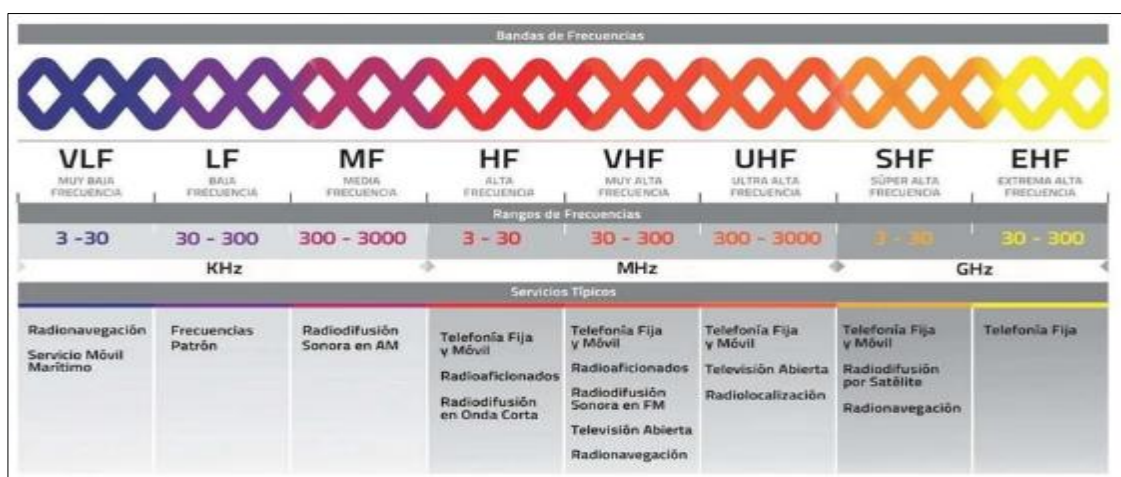 Bandas de Frecuencias
VLF
MUY BAJA
FRECUENCIA
LF
BAJA
FRECUENCIA
MF
MEDIA
FRECUENCIA
HF
ALTA
FRECUENCIA
VHF
MUY ALTA
FRECUENCIA
UHF
ULTRA ALTA
FRECUENCIA
SHF
SÚPER ALTA
FRECUENCIA
EHF
EXTREMA ALTA
FRECUENCIA
Rangos de Frecuencias
3 -30
30 - 300
300 - 3000
3 - 30
30 - 300
300 - 3000
3 - 30
30 - 300
KHz
MHz
GHz
Servicios Típicos
Radionavegación
Servicio Móvil
Marítimo
Frecuencias
Patrón
Radiodifusión
Sonora en AM
Telefonía Fija
y Móvil
Radioaficionados
Radiodifusión
en Onda Corta
Telefonía Fija
y Móvil
Radioaficionados
Radiodifusión
Sonora en FM
Televisión Abierta
Radionavegación
Telefonía Fija
y Móvil
Televisión Abierta
Radiolocalización
Telefonía Fija
y Móvil
Radiodifusión
por Satélite
Radionavegación
Telefonía Fija